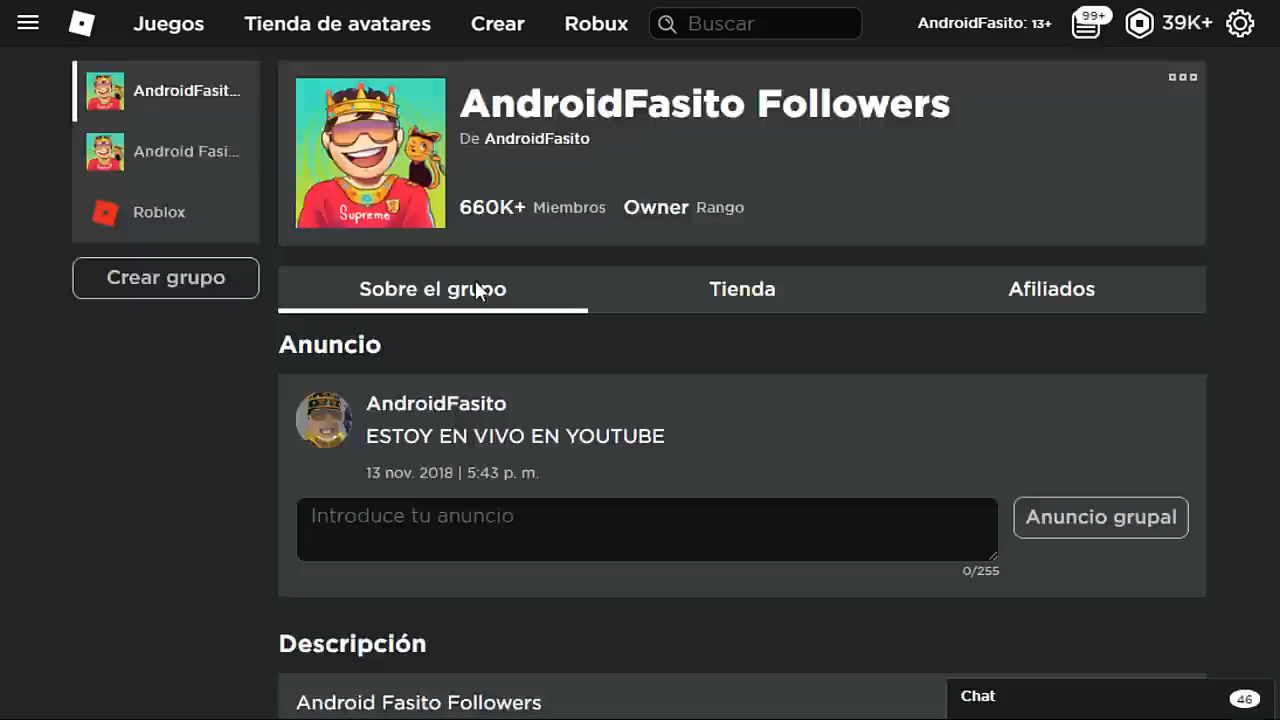 Juegos Tienda de avatares Crear Robux Buscar AndroidFasito: 13+ 99+ 39K+
AndroidFasit...
Android Fasi...
Roblox
Crear grupo
AndroidFasito Followers
De AndroidFasito
660K+ Miembros Owner Rango
Supreme
Sobre el grupo Tienda Afiliados
Anuncio
AndroidFasito
ESTOY EN VIVO EN YOUTUBE
13 nov. 2018 | 5:43 p. m.
Introduce tu anuncio
Anuncio grupal
0/255
Descripción
Android Fasito Followers
Chat 46